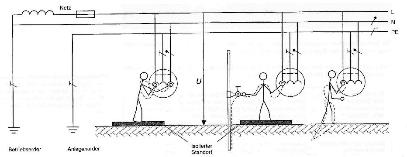 Netz
L
N
PE
U
Isolierter
Standort
Betriebserder
Anlagenerder